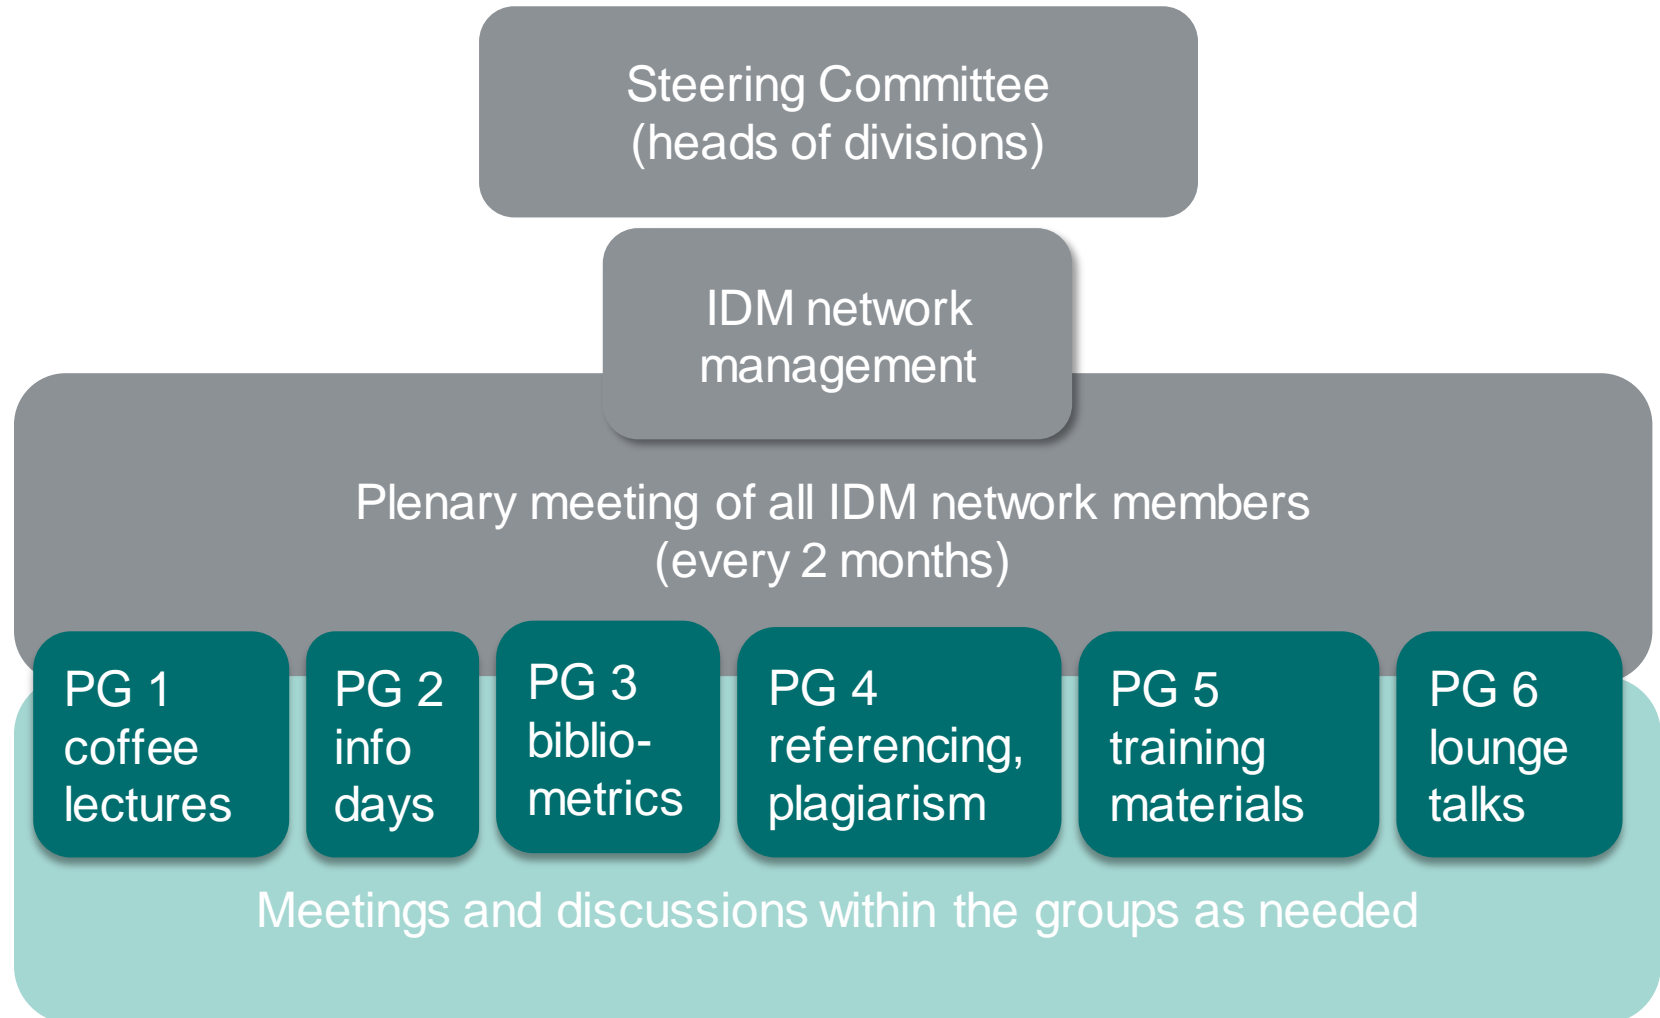 Steering Committee
(heads of divisions)
IDM network
management
Plenary meeting of all IDM network members
(every 2 months)
PG 1
coffee
lectures
PG 2
info
days
PG 3
biblio-
metrics
PG 4
referencing,
plagiarism
PG 5
training
materials
PG 6
lounge
talks
Meetings and discussions within the groups as needed